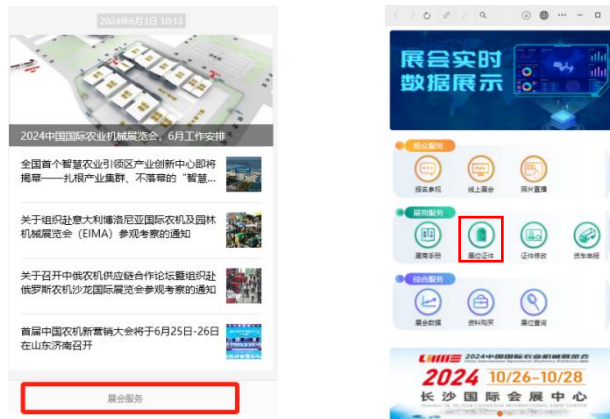 2024年6月3日 10:13
2024中国国际农业机械展览会，6月工作安排
全国首个智慧农业引领区产业创新中心即将
揭幕——扎根产业集群、不落幕的“智慧...
关于组织赴意大利博洛尼亚国际农机及园林
机械展览会（EIMA）参观考察的通知
关于召开中俄农机供应链合作论坛暨组织赴
俄罗斯农机沙龙国际展览会参观考察的通知
首届中国农机新营销大会将于6月25日-26日
在山东济南召开
展会服务
展会实时
数据展示
观众服务
报名参观
线上展会
照片直播
展商服务
展商手册
展位证件
证件修改
货车申报
综合服务
展会数据
资料购买
展位查询
2024中国国际农业机械展览会
2024 10/26-10/28
长沙国际会展中心